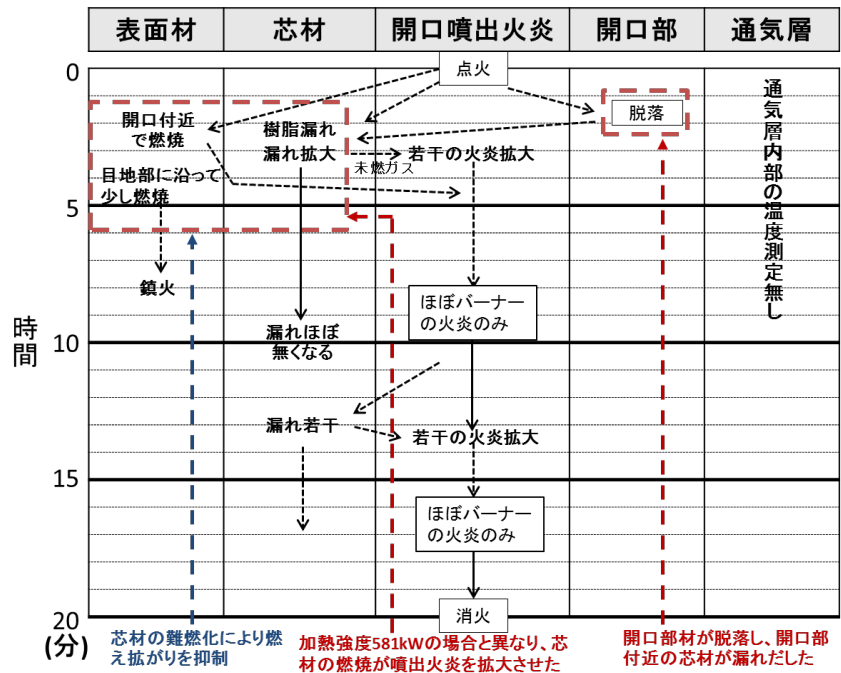 表面材
芯材
開口噴出火炎
開口部
通気層
時間
0
5
10
15
20
(分)
点火
脱落
開口付近
で燃焼
樹脂漏れ
漏れ拡大
未燃ガス
若干の火炎拡大
目地部に沿って
少し燃焼
鎮火
通気層内部の温度測定無し
ほぼバーナー
の火炎のみ
漏れほぼ
無くなる
漏れ若干
若干の火炎拡大
ほぼバーナー
の火炎のみ
消火
芯材の難燃化により燃
え拡がりを抑制
加熱強度581kWの場合と異なり、芯
材の燃焼が噴出火炎を拡大させた
開口部材が脱落し、開口部
付近の芯材が漏れだした